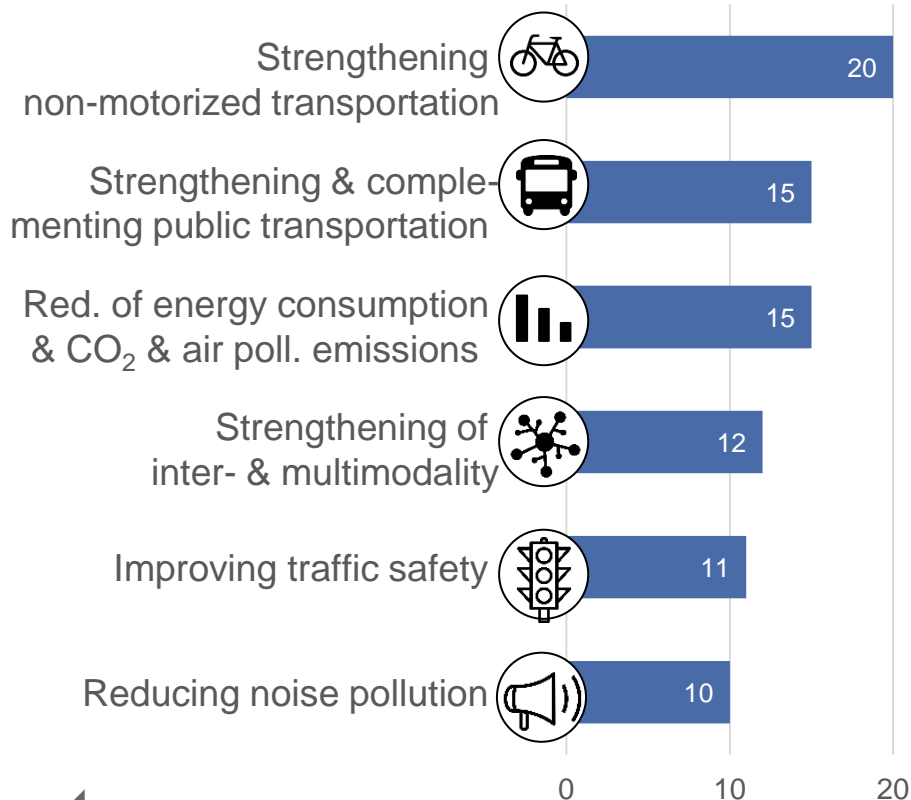 Strengthening
non-motorized transportation
20
Strengthening & comple-
menting public transportation
15
Red. of energy consumption
& CO₂ & air poll. emissions
15
Strengthening of
inter- & multimodality
12
Improving traffic safety
11
Reducing noise pollution
10
0 10 20